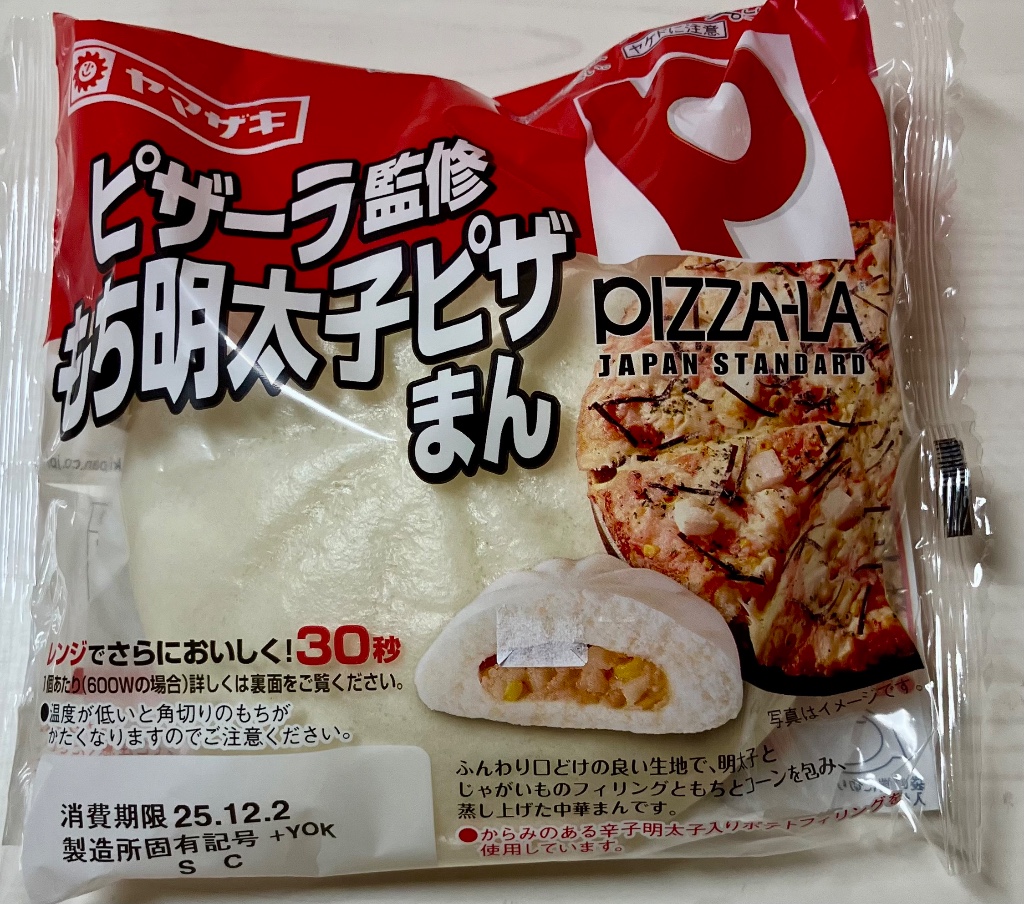 ヤマザキ
ヤケドに注意
ピザーラ監修
もち明太子ピザ
まん
PIZZA-LA
JAPAN STANDARD
レンジでさらにおいしく!30秒
1個あたり(600Wの場合)詳しくは裏面をご覧ください。
●温度が低いと角切りのもちが
かたくなりますのでご注意ください。
写真はイメージです。
ふんわり口どけの良い生地で、明太子と
じゃがいものフィリングともちとコーンを包み、
蒸し上げた中華まんです。
●からみのある辛子明太子入りポテトフィリングを
使用しています。
消費期限 25.12.2
製造所固有記号 +YOK
S C